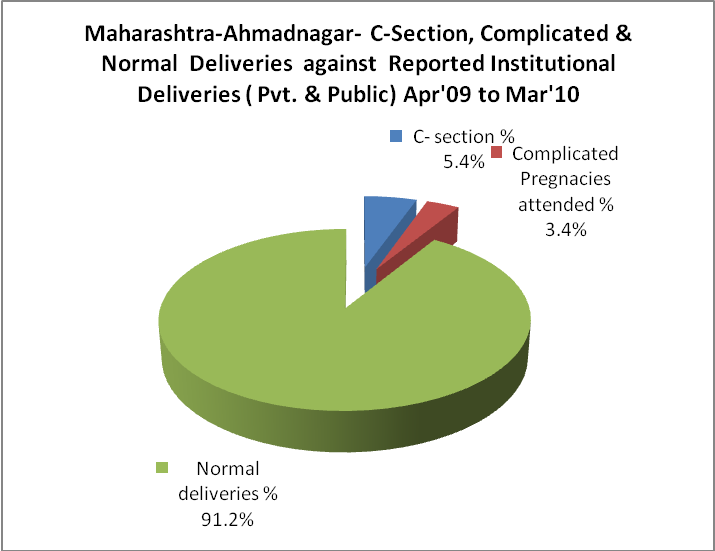 Maharashtra-Ahmadnagar- C-Section, Complicated &
Normal Deliveries against Reported Institutional
Deliveries ( Pvt. & Public) Apr'09 to Mar'10
C- section %
5.4%
Complicated
Pregnacies
attended %
3.4%
Normal
deliveries %
91.2%